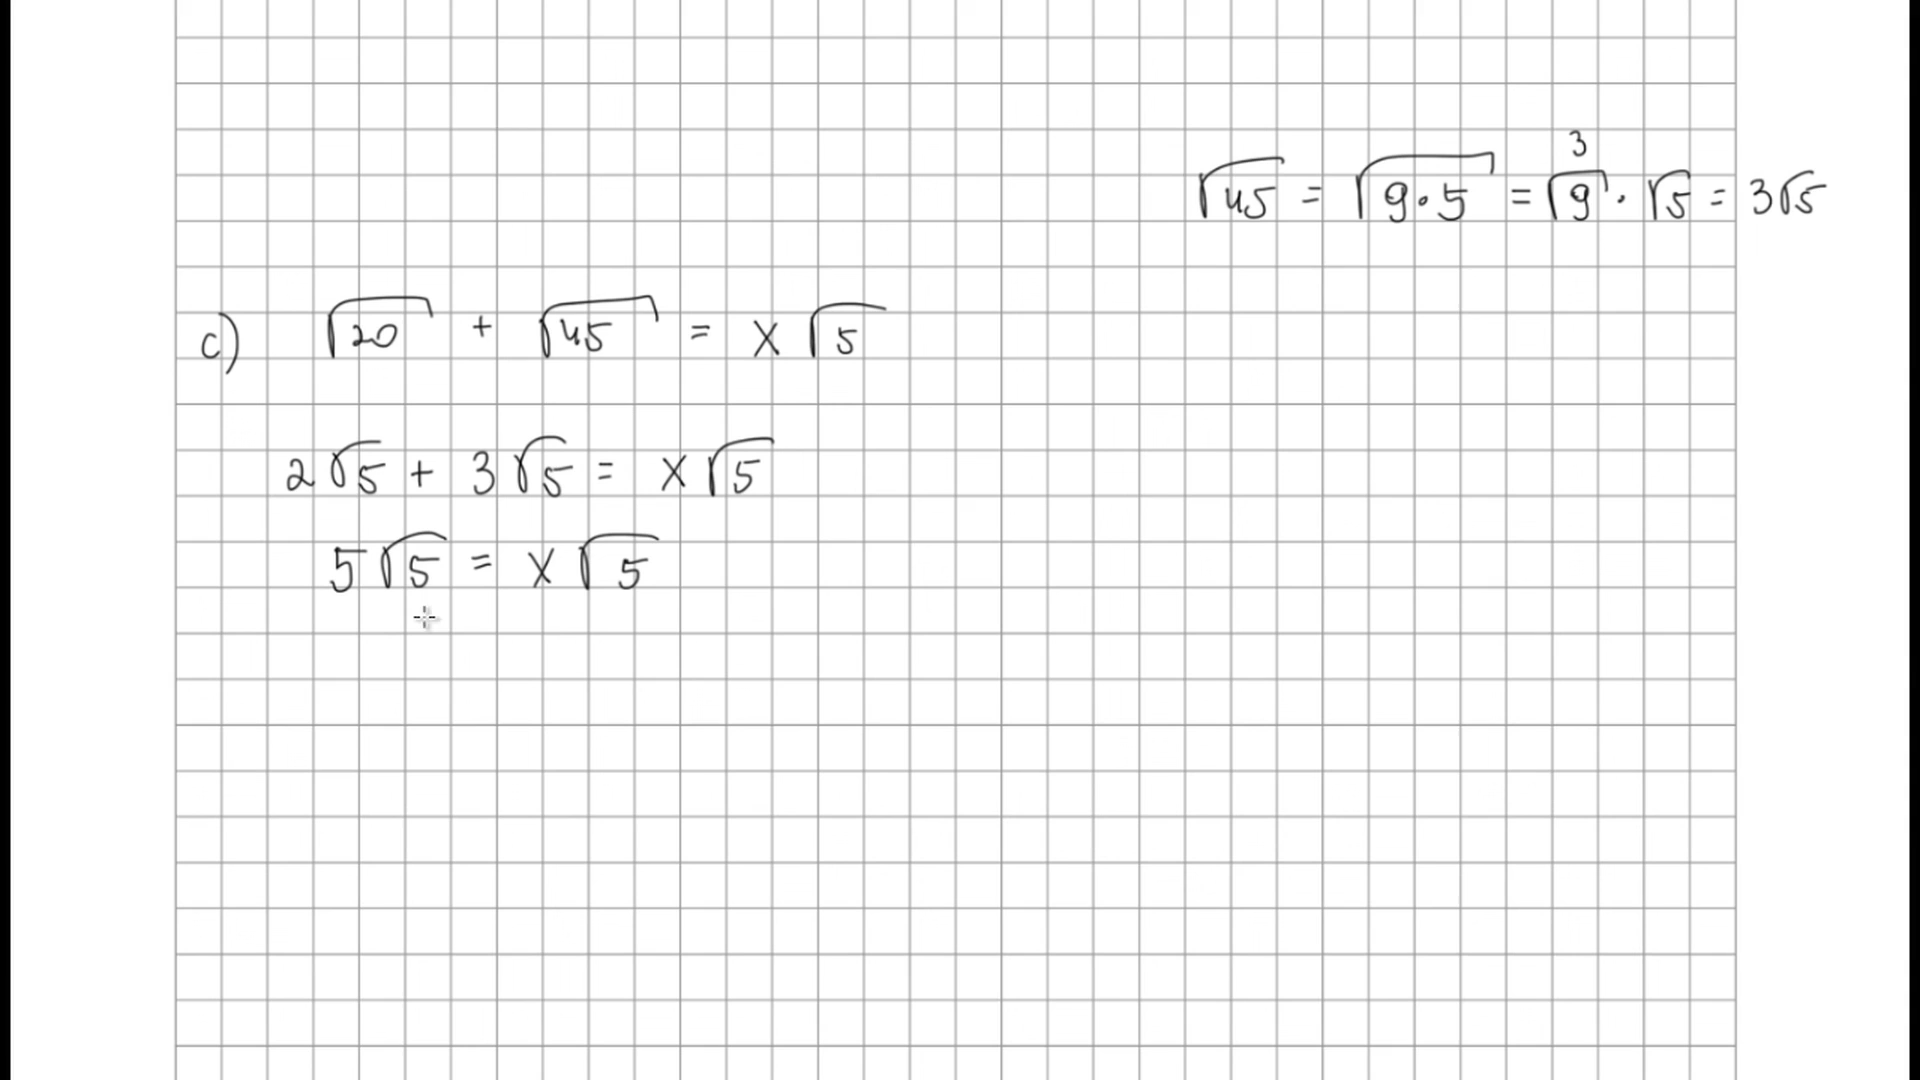 √45 = √9·5 = √9 · √5 = 3√5
3
c) √20 + √45 = x √5
2√5 + 3√5 = x√5
5√5 = x√5